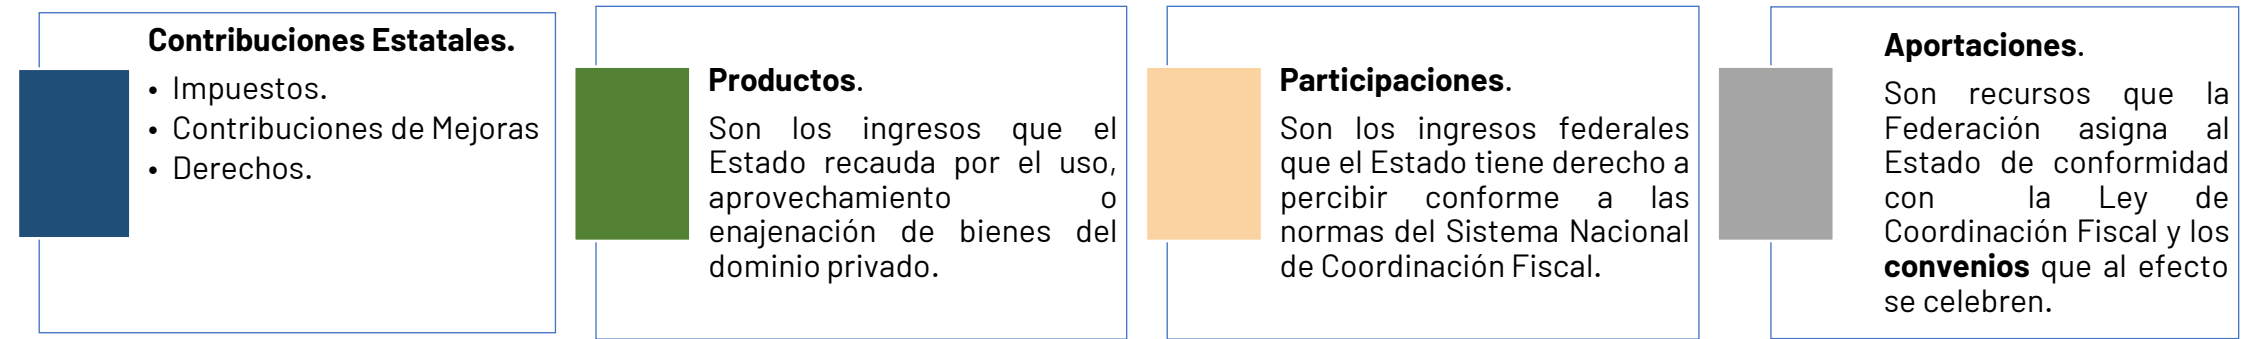 Contribuciones Estatales.
• Impuestos.
• Contribuciones de Mejoras
• Derechos.
Productos.
Son los ingresos que el
Estado recauda por el uso,
aprovechamiento o
enajenación de bienes del
dominio privado.
Participaciones.
Son los ingresos federales
que el Estado tiene derecho a
percibir conforme a las
normas del Sistema Nacional
de Coordinación Fiscal.
Aportaciones.
Son recursos que la
Federación asigna al
Estado de conformidad
con la Ley de
Coordinación Fiscal y los
convenios que al efecto
se celebren.